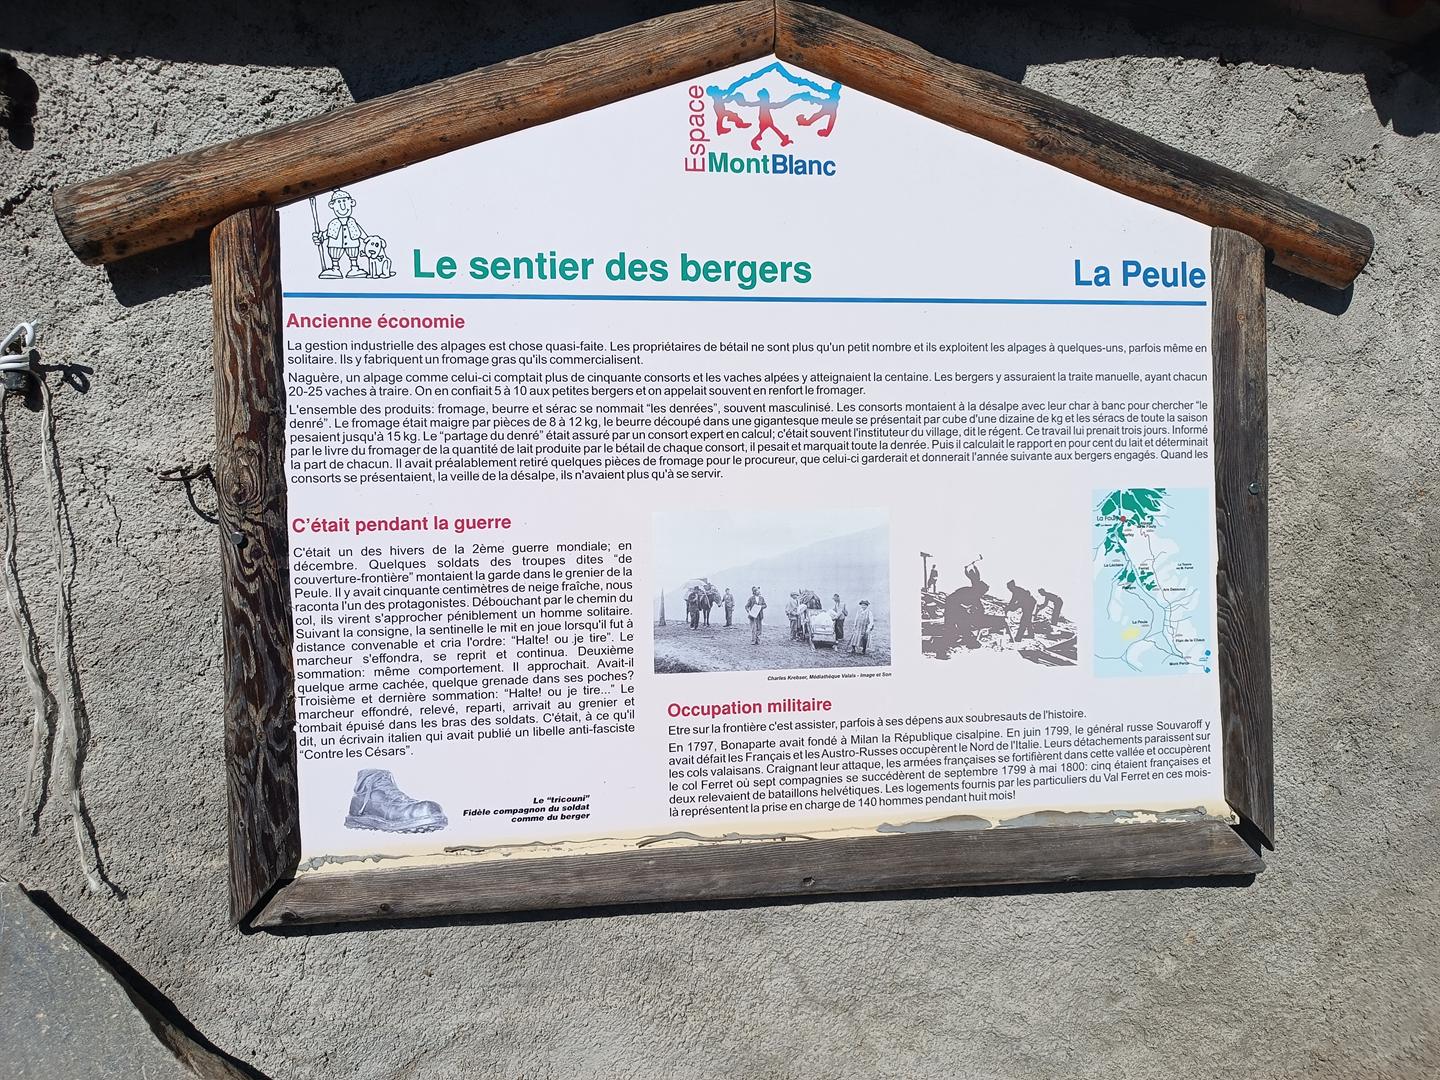 Espace
MontBlanc
Le sentier des bergers
La Peule
Ancienne économie
La gestion industrielle des alpages est chose quasi-faite. Les propriétaires de bétail ne sont plus qu'un petit nombre et ils exploitent les alpages à quelques-uns, parfois même en
solitaire. Ils y fabriquent un fromage gras qu'ils commercialisent.
Naguère, un alpage comme celui-ci comptait plus de cinquante consorts et les vaches alpées y atteignaient la centaine. Les bergers y assuraient la traite manuelle, ayant chacun
20-25 vaches à traire. On en confiait 5 à 10 aux petites bergers et on appelait souvent en renfort le fromager.
L'ensemble des produits: fromage, beurre et sérac se nommait “les denrées”, souvent masculinisé. Les consorts montaient à la désalpe avec leur char à banc pour chercher “le
denré”. Le fromage était maigre par pièces de 8 à 12 kg, le beurre découpé dans une gigantesque meule se présentait par cube d'une dizaine de kg et les séracs de toute la saison
pesaient jusqu'à 15 kg. Le “partage du denré” était assuré par un consort expert en calcul; c'était souvent l'instituteur du village, dit le régent. Ce travail lui prenait trois jours. Informé
par le livre du fromager de la quantité de lait produite par le bétail de chaque consort, il pesait et marquait toute la denrée. Puis il calculait le rapport en pour cent du lait et déterminait
la part de chacun. Il avait préalablement retiré quelques pièces de fromage pour le procureur, que celui-ci garderait et donnerait l'année suivante aux bergers engagés. Quand les
consorts se présentaient, la veille de la désalpe, ils n'avaient plus qu'à se servir.
C'était pendant la guerre
C'était un des hivers de la 2ème guerre mondiale; en
décembre. Quelques soldats des troupes dites “de
couverture-frontière” montaient la garde dans le grenier de la
Peule. Il y avait cinquante centimètres de neige fraîche, nous
raconta l'un des protagonistes. Débouchant par le chemin du
col, ils virent s'approcher péniblement un homme solitaire.
Suivant la consigne, la sentinelle le mit en joue lorsqu'il fut à
distance convenable et cria l'ordre: “Halte! ou je tire”. Le
marcheur s'effondra, se reprit et continua. Deuxième
sommation: même comportement. Il approchait. Avait-il
quelque arme cachée, quelque grenade dans ses poches?
Troisième et dernière sommation: “Halte! ou je tire...” Le
marcheur effondré, relevé, reparti, arrivait au grenier et
tombait épuisé dans les bras des soldats. C'était, à ce qu'il
dit, un écrivain italien qui avait publié un libelle anti-fasciste
“Contre les Césars”.
Le “tricouni”
Fidèle compagnon du soldat
comme du berger
Charles Krebser, Médiathèque Valais - Image et Son
La Fouly
La Peule
Occupation militaire
Etre sur la frontière c'est assister, parfois à ses dépens aux soubresauts de l'histoire.
En 1797, Bonaparte avait fondé à Milan la République cisalpine. En juin 1799, le général russe Souvaroff y
avait défait les Français et les Austro-Russes occupèrent le Nord de l'Italie. Leurs détachements paraissent sur
les cols valaisans. Craignant leur attaque, les armées françaises se fortifièrent dans cette vallée et occupèrent
le col Ferret où sept compagnies se succédèrent de septembre 1799 à mai 1800: cinq étaient françaises et
deux relevaient de bataillons helvétiques. Les logements fournis par les particuliers du Val Ferret en ces mois-
là représentent la prise en charge de 140 hommes pendant huit mois!